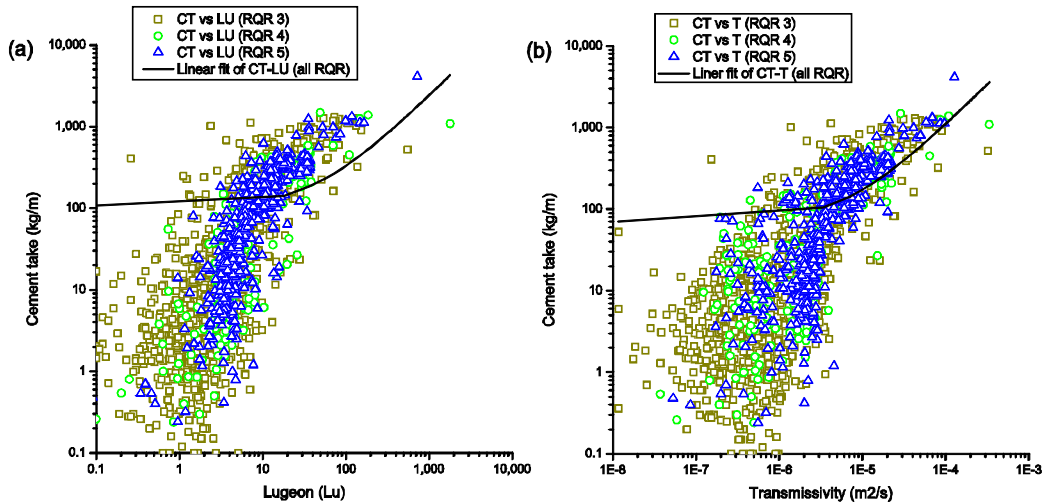 (a)
CT vs LU (RQR 3)
CT vs LU (RQR 4)
CT vs LU (RQR 5)
Linear fit of CT-LU (all RQR)
10,000
1,000
100
10
1
0.1
Cement take (kg/m)
0.1
1
10
100
1,000
10,000
Lugeon (Lu)
(b)
CT vs T (RQR 3)
CT vs T (RQR 4)
CT vs T (RQR 5)
Liner fit of CT-T (all RQR)
10,000
1,000
100
10
1
0.1
Cement take (kg/m)
1E-8
1E-7
1E-6
1E-5
1E-4
1E-3
Transmissivity (m2/s)